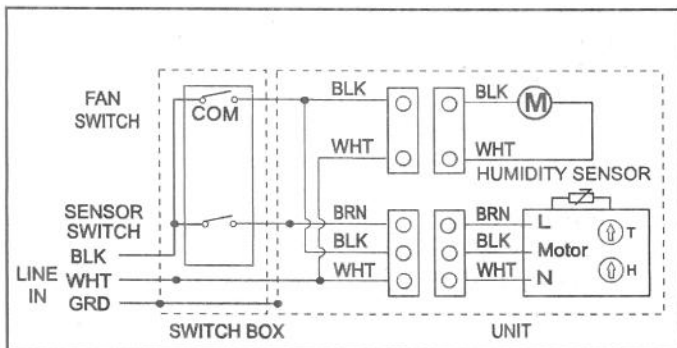 FAN
SWITCH
COM
BLK
BLK
M
WHT
WHT
HUMIDITY SENSOR
SENSOR
SWITCH
BRN
BRN
L
T
BLK
BLK
BLK
Motor
LINE
IN
WHT
WHT
WHT
N
H
GRD
SWITCH BOX
UNIT